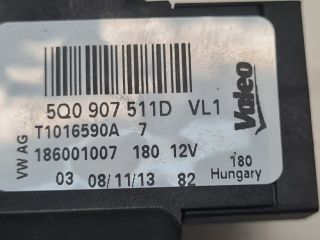 5Q0 907 511D VL1
T1016590A 7
186001007 180 12V
03 08/11/13 82
VW AG
Valeo
180
Hungary